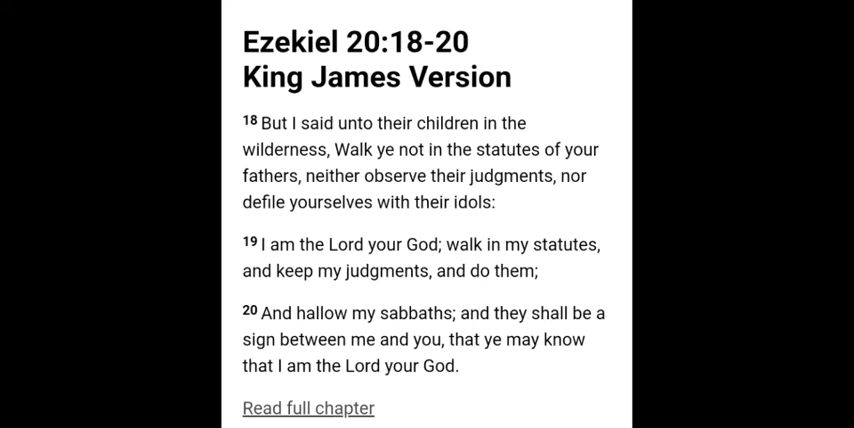 Ezekiel 20:18-20
King James Version
18 But I said unto their children in the
wilderness, Walk ye not in the statutes of your
fathers, neither observe their judgments, nor
defile yourselves with their idols:
19 I am the Lord your God; walk in my statutes,
and keep my judgments, and do them;
20 And hallow my sabbaths; and they shall be a
sign between me and you, that ye may know
that I am the Lord your God.
Read full chapter